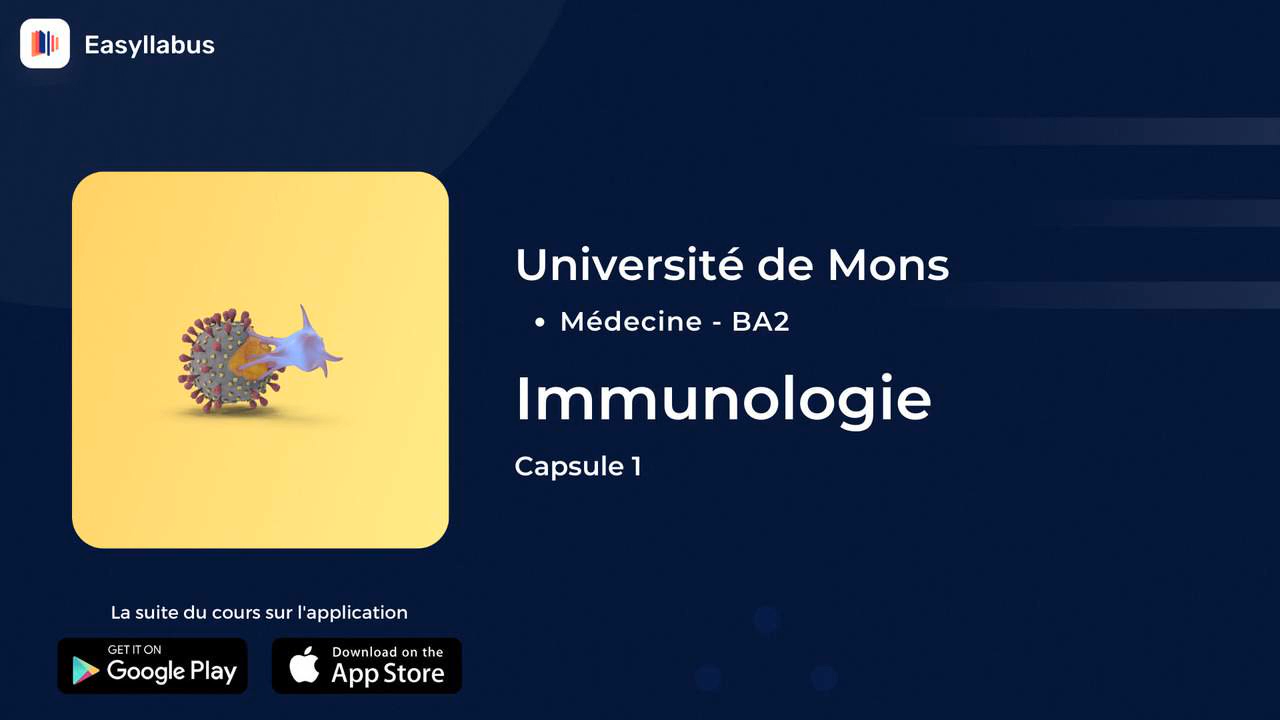 Easyllabus
Université de Mons
• Médecine - BA2
Immunologie
Capsule 1
La suite du cours sur l'application
GET IT ON
Google Play
Download on the
App Store